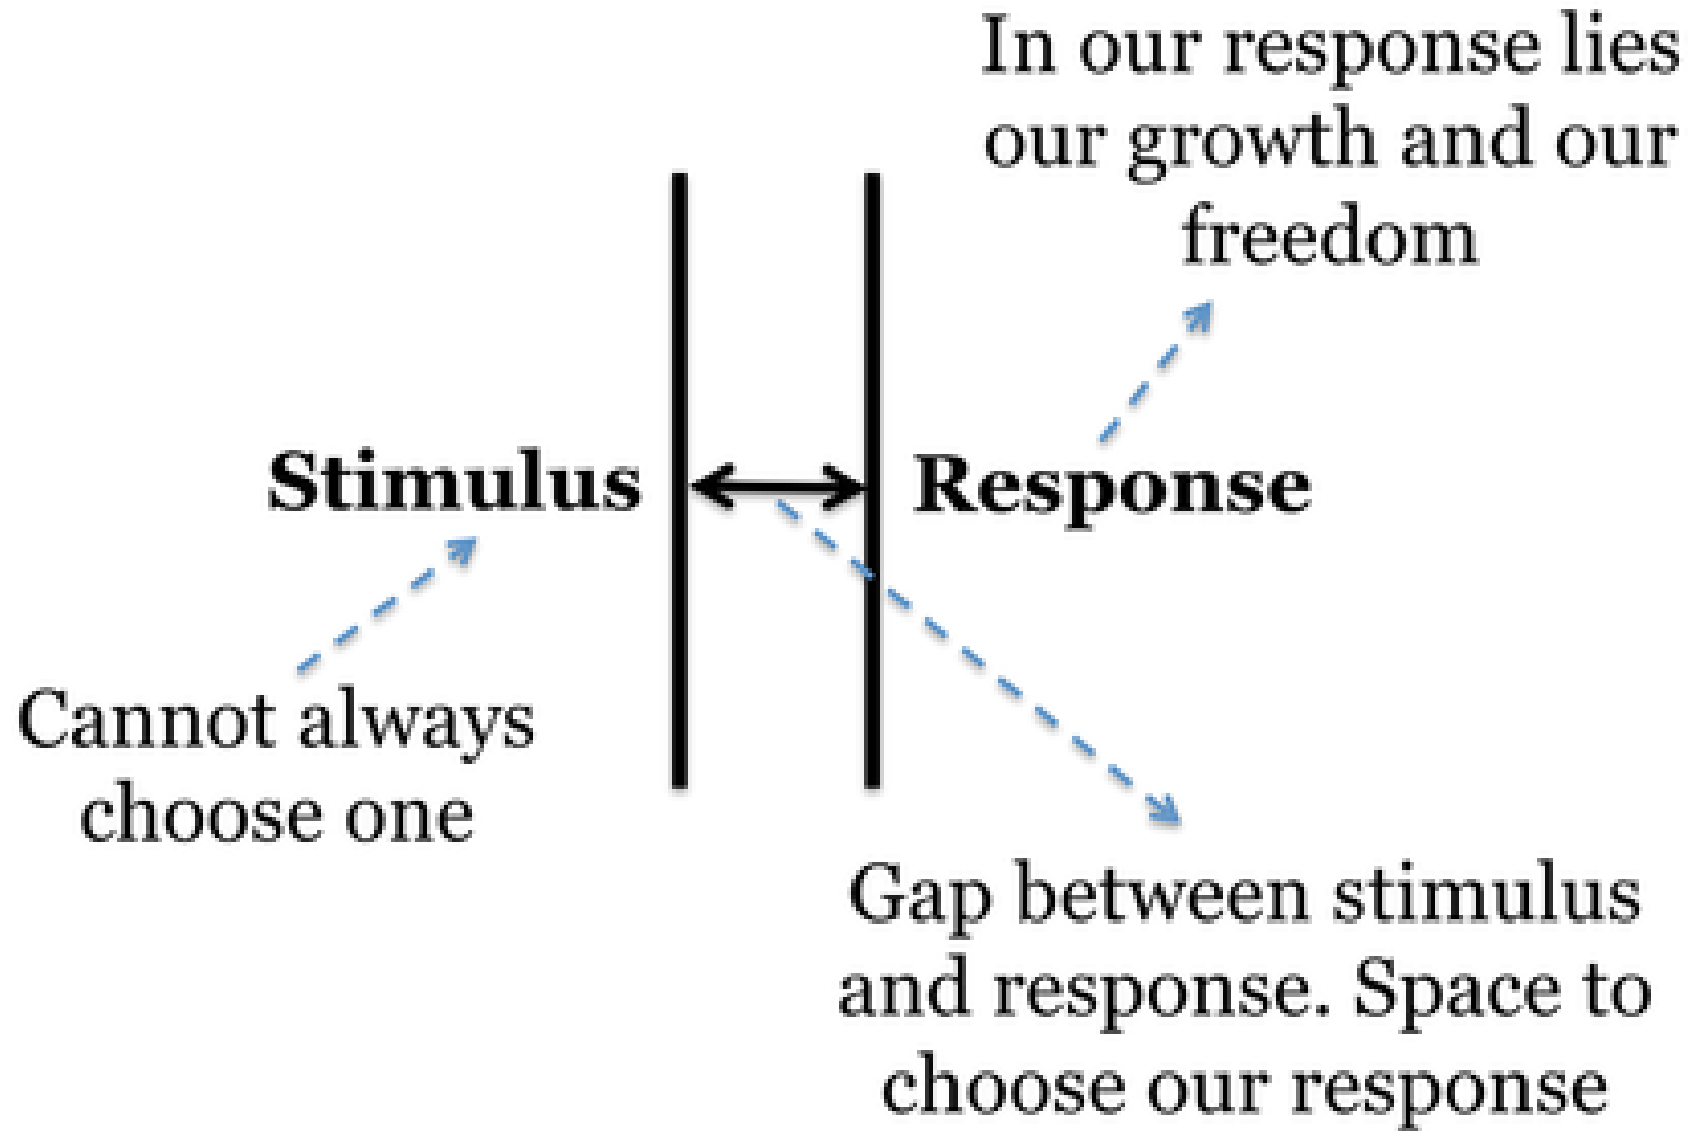 In our response lies
our growth and our
freedom
Stimulus
Response
Cannot always
choose one
Gap between stimulus
and response. Space to
choose our response